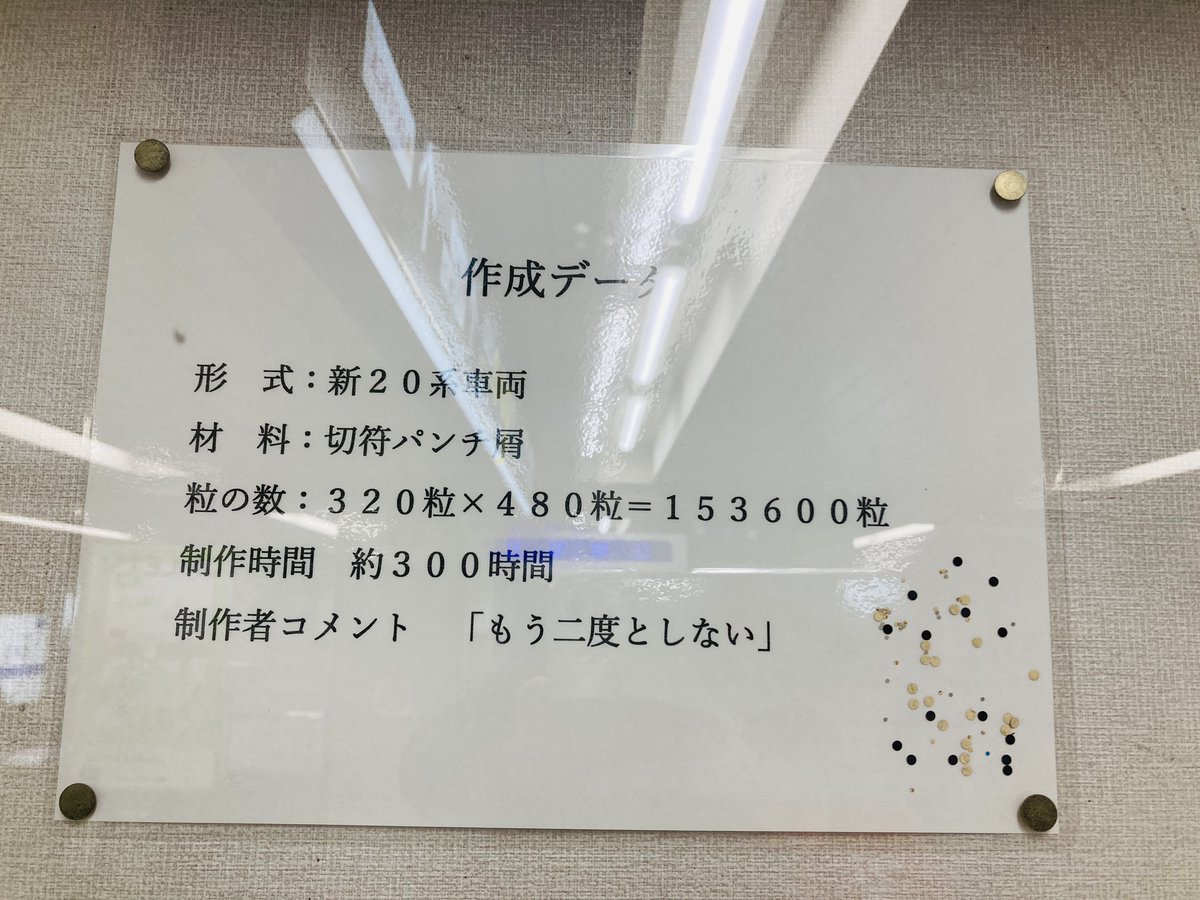 作成データ
形　式：新２０系車両
材　料：切符パンチ屑
粒の数：３２０粒×４８０粒＝１５３６００粒
制作時間　約３００時間
制作者コメント　「もう二度としない」